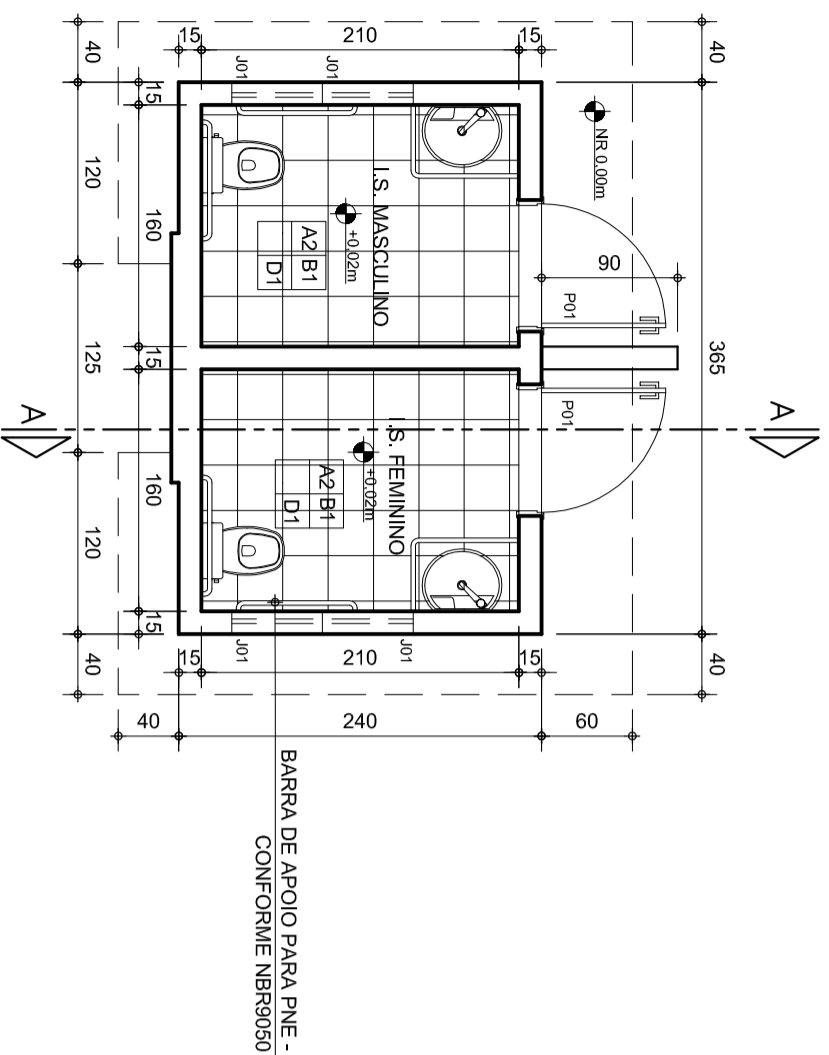 15
210
15
40
40
J01
J01
15
15
NR 0.00m
120
160
I.S. MASCULINO
+0,02m
A2 B1
D1
90
P01
125
15
365
A
A
P01
I.S. FEMININO
+0,02m
A2 B1
D1
160
120
15
J01
J01
40
15
210
15
40
40
240
60
BARRA DE APOIO PARA PNE -
CONFORME NBR9050